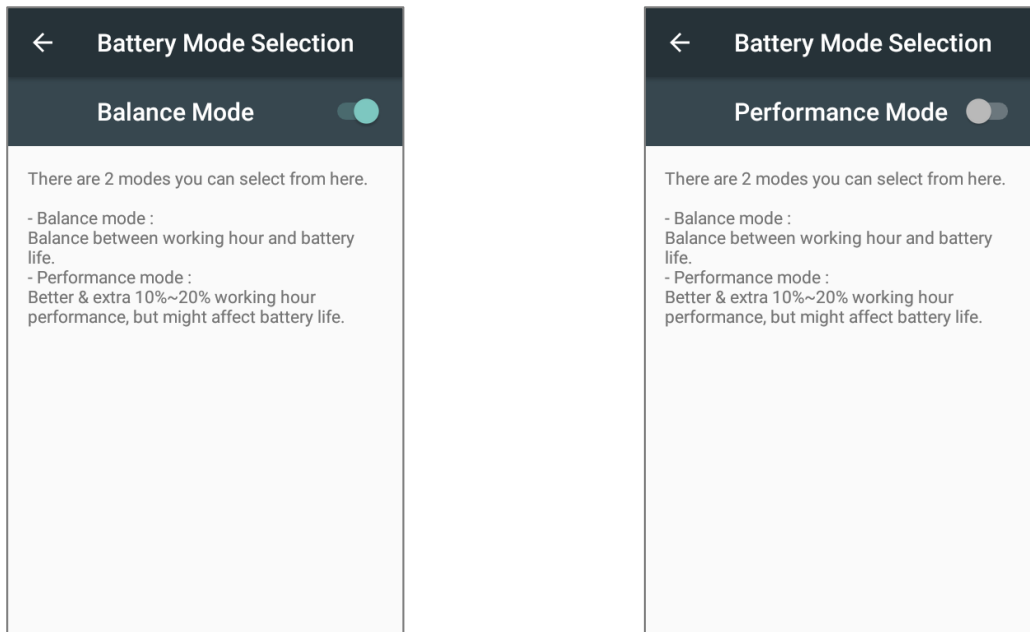 Battery Mode Selection
Balance Mode
There are 2 modes you can select from here.
- Balance mode :
Balance between working hour and battery
life.
- Performance mode :
Better & extra 10%~20% working hour
performance, but might affect battery life.
Battery Mode Selection
Performance Mode
There are 2 modes you can select from here.
- Balance mode :
Balance between working hour and battery
life.
- Performance mode :
Better & extra 10%~20% working hour
performance, but might affect battery life.